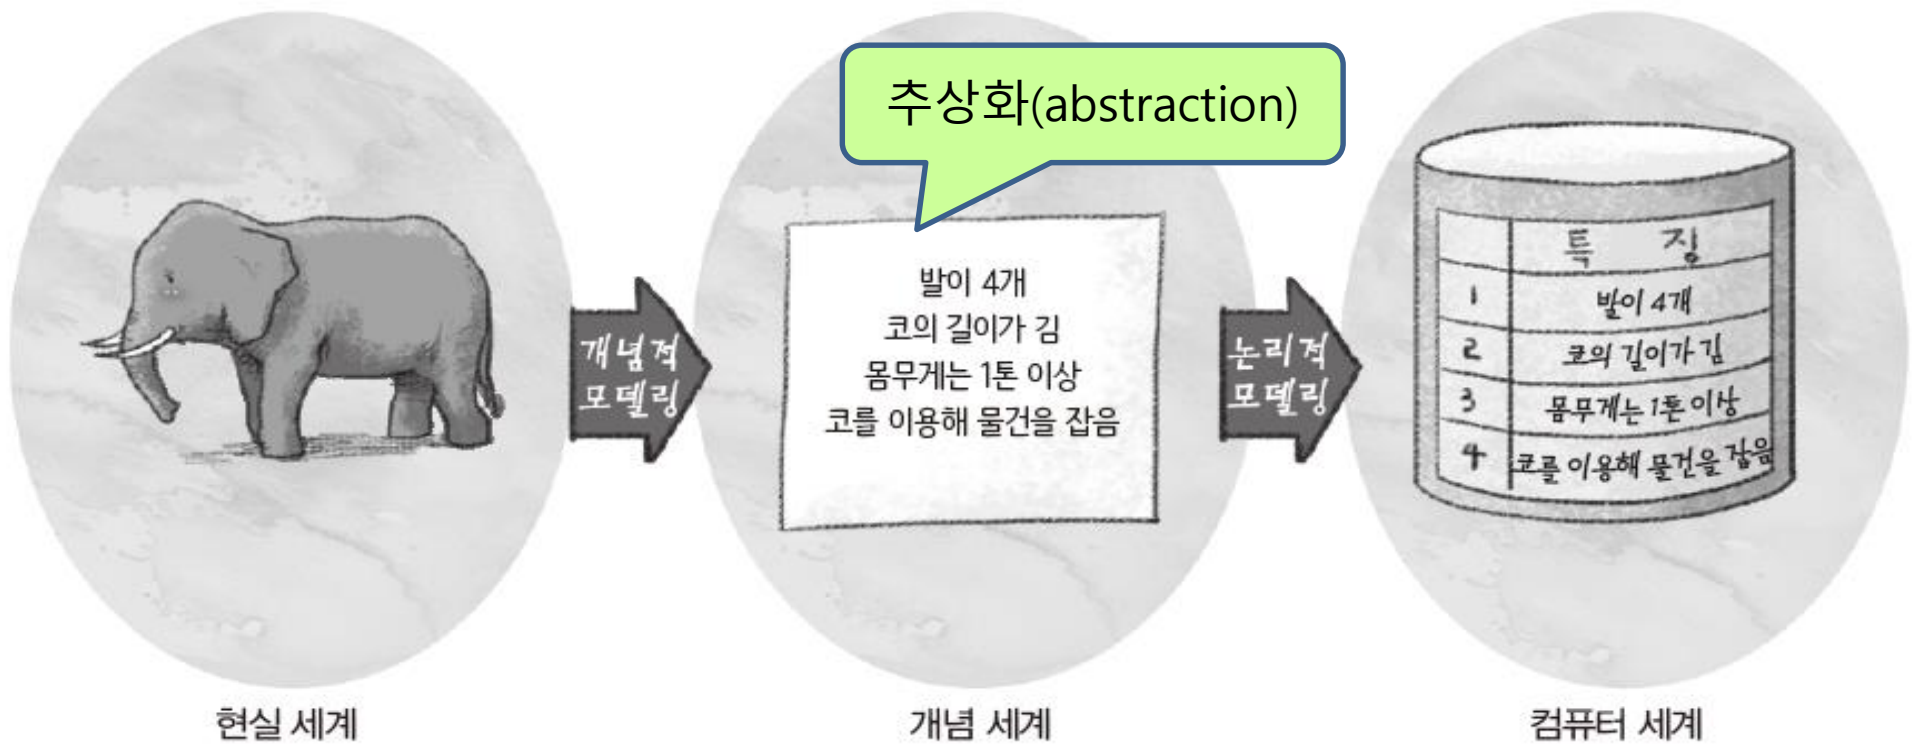 추상화(abstraction)
개념적
모델링
발이 4개
코의 길이가 김
몸무게는 1톤 이상
코를 이용해 물건을 잡음
논리적
모델링
특 징
1 발이 4개
2 코의 길이가 김
3 몸무게는 1톤 이상
4 코를 이용해 물건을 잡음
현실 세계
개념 세계
컴퓨터 세계